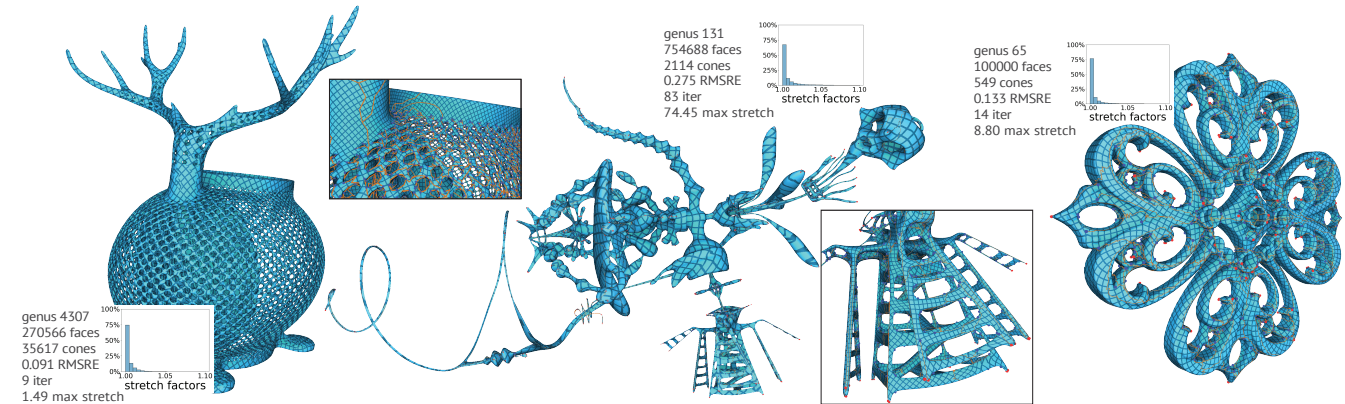 genus 131
754688 faces
2114 cones
0.275 RMSRE
83 iter
74.45 max stretch
100%
75%
50%
25%
0%
1.00 1.05 1.10
stretch factors
genus 65
100000 faces
549 cones
0.133 RMSRE
14 iter
8.80 max stretch
100%
75%
50%
25%
0%
1.00 1.05 1.10
stretch factors
genus 4307
270566 faces
35617 cones
0.091 RMSRE
9 iter
1.49 max stretch
100%
75%
50%
25%
0%
1.00 1.05 1.10
stretch factors